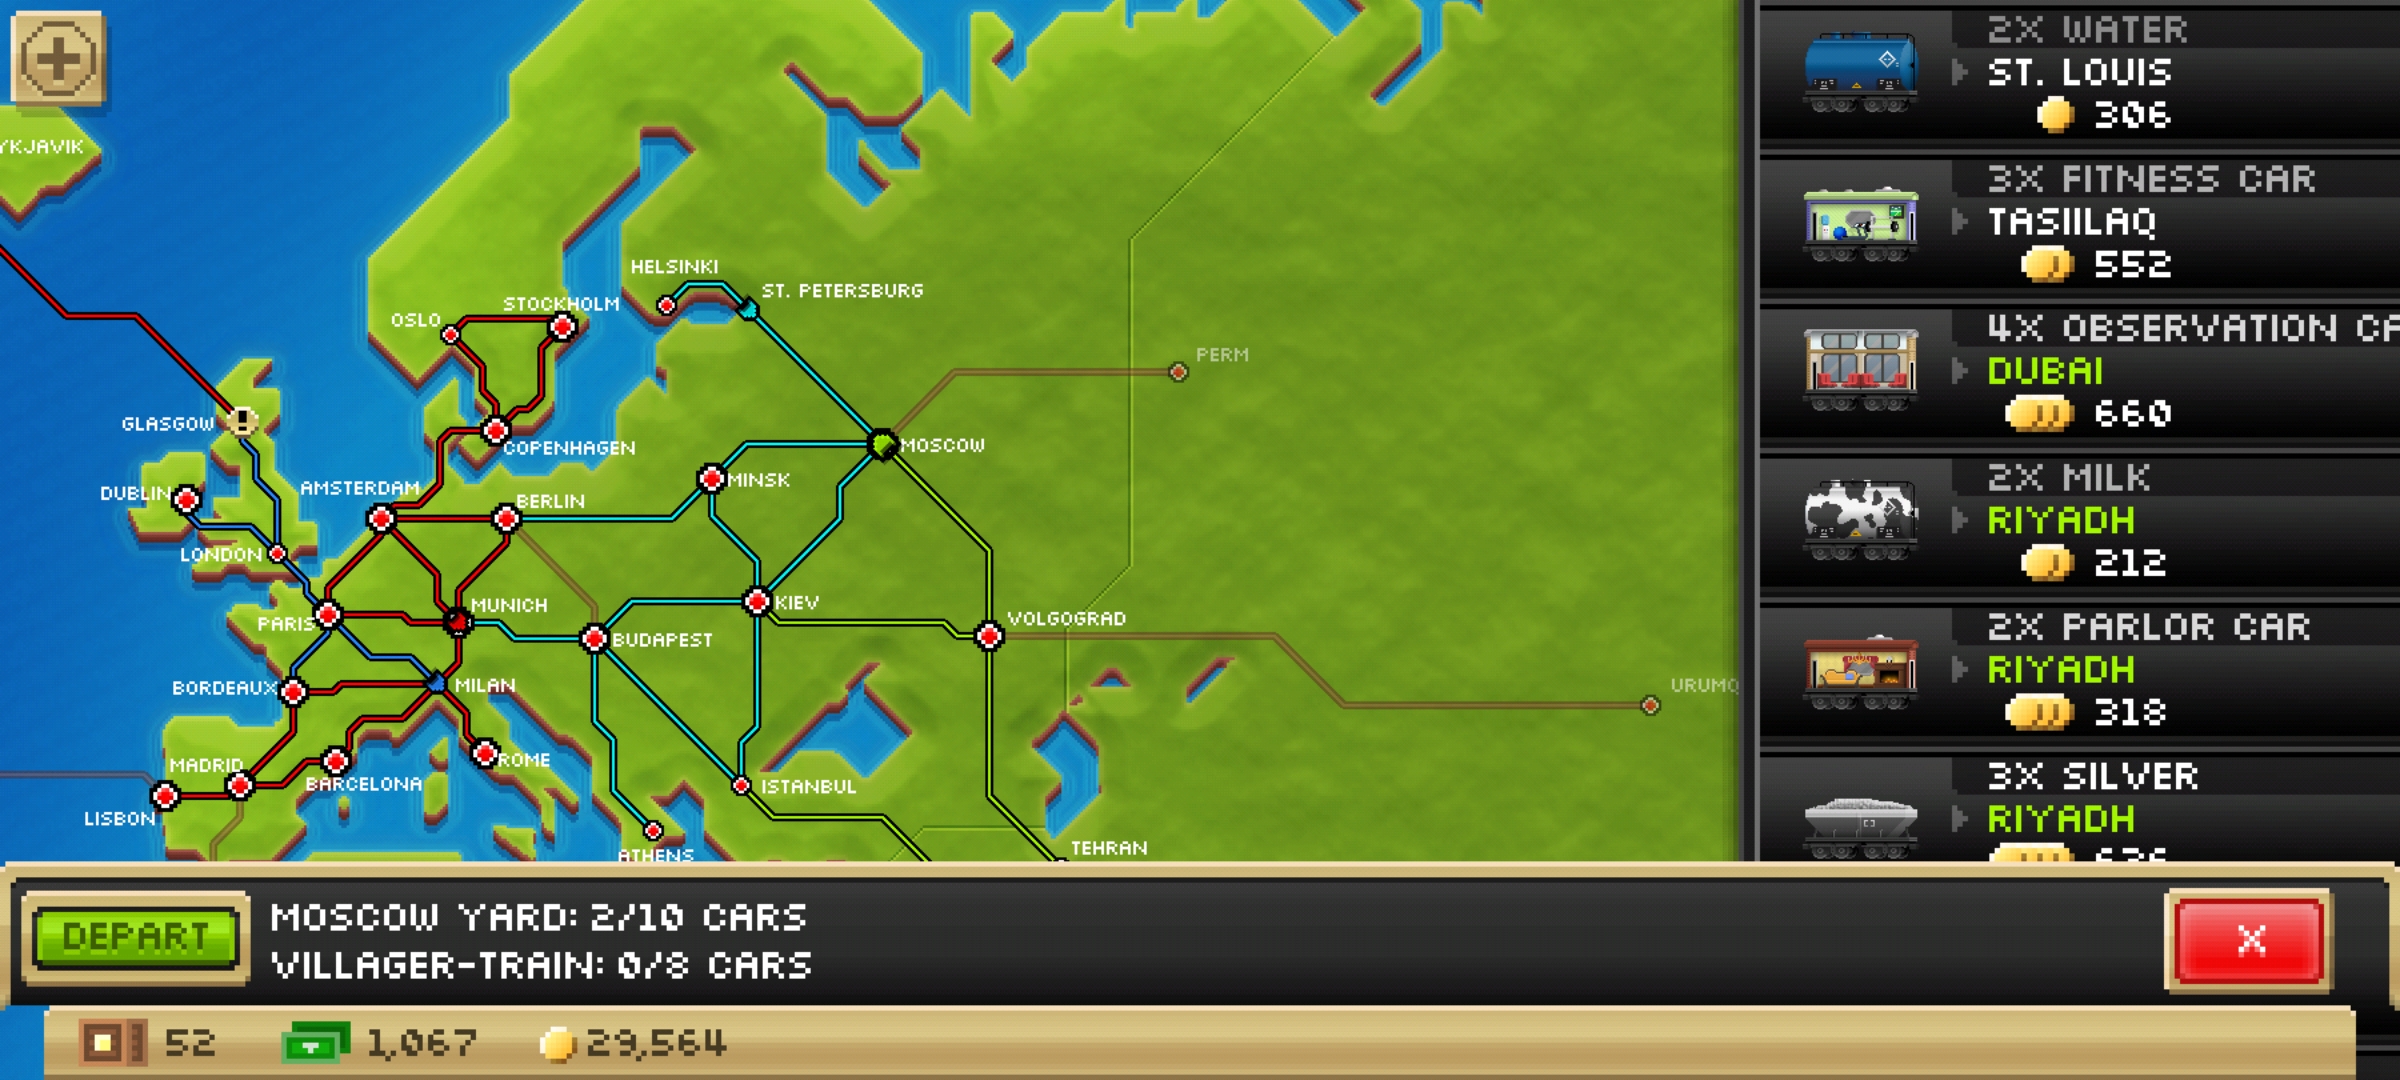 YKJAVIK
GLASGOW
DUBLIN
LONDON
OSLO
STOCKHOLM
COPENHAGEN
HELSINKI
ST. PETERSBURG
PERM
MOSCOW
MINSK
AMSTERDAM
BERLIN
PARIS
MUNICH
BUDAPEST
KIEV
VOLGOGRAD
URUMQ
BORDEAUX
MILAN
MADRID
LISBON
BARCELONA
ROME
ISTANBUL
ATHENS
TEHRAN
2X WATER
ST. LOUIS
306
3X FITNESS CAR
TASIILAQ
552
4X OBSERVATION CA
DUBAI
660
2X MILK
RIYADH
212
2X PARLOR CAR
RIYADH
318
3X SILVER
RIYADH
636
DEPART
MOSCOW YARD: 2/10 CARS
VILLAGER-TRAIN: 0/8 CARS
X
52
1,067
29,564